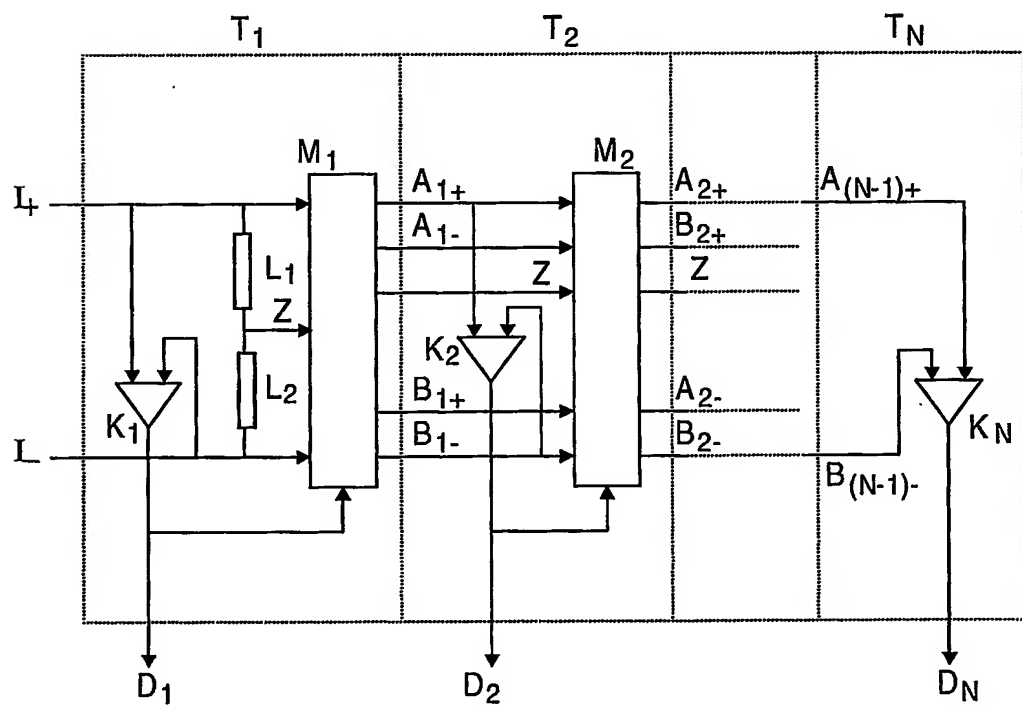 T1 T2 TN
M1 M2
A1+ A2+ A(N-1)+
I+
A1- B2+
L1 Z Z
Z
K2
L2 B1+ A2-
K1 KN
I- B1- B2- B(N-1)-
D1 D2 DN